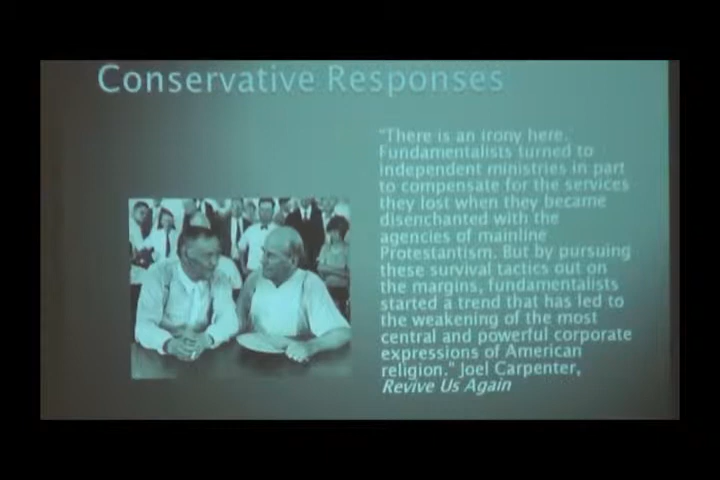 Conservative Responses
"There is an irony here.
Fundamentalists turned to
independent ministries in part
to compensate for the services
they lost when they became
disenchanted with the
agencies of mainline
Protestantism. But by pursuing
these survival tactics out on
the margins, fundamentalists
started a trend that has led to
the weakening of the most
central and powerful corporate
expressions of American
religion." Joel Carpenter,
Revive Us Again